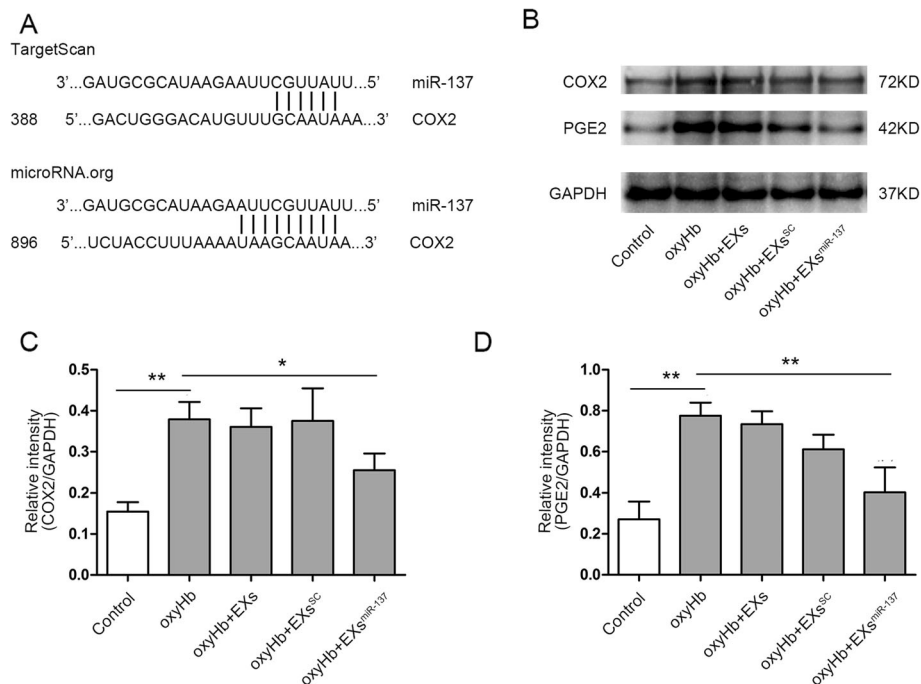 A
TargetScan
3'...GAUGCGCAUAAGAAUUCGUUAUU...5' miR-137
388 5'...GACUGGGACAUGUUUGCAAUAAA...3' COX2
microRNA.org
3'...GAUGCGCAUAAGAAUUCGUUAUU...5' miR-137
896 5'...UCUACCUUUAAAAUAAGCAAUAA...3' COX2
B
COX2 72KD
PGE2 42KD
GAPDH 37KD
Control
oxyHb
oxyHb+EXs
oxyHb+EXsSC
oxyHb+EXsmiR-137
C
Relative intensity
(COX2/GAPDH)
0.5
0.4
0.3
0.2
0.1
0.0
**
*
Control
oxyHb
oxyHb+EXs
oxyHb+EXsSC
oxyHb+EXsmiR-137
D
Relative intensity
(PGE2/GAPDH)
1.0
0.8
0.6
0.4
0.2
0.0
**
**
Control
oxyHb
oxyHb+EXs
oxyHb+EXsSC
oxyHb+EXsmiR-137